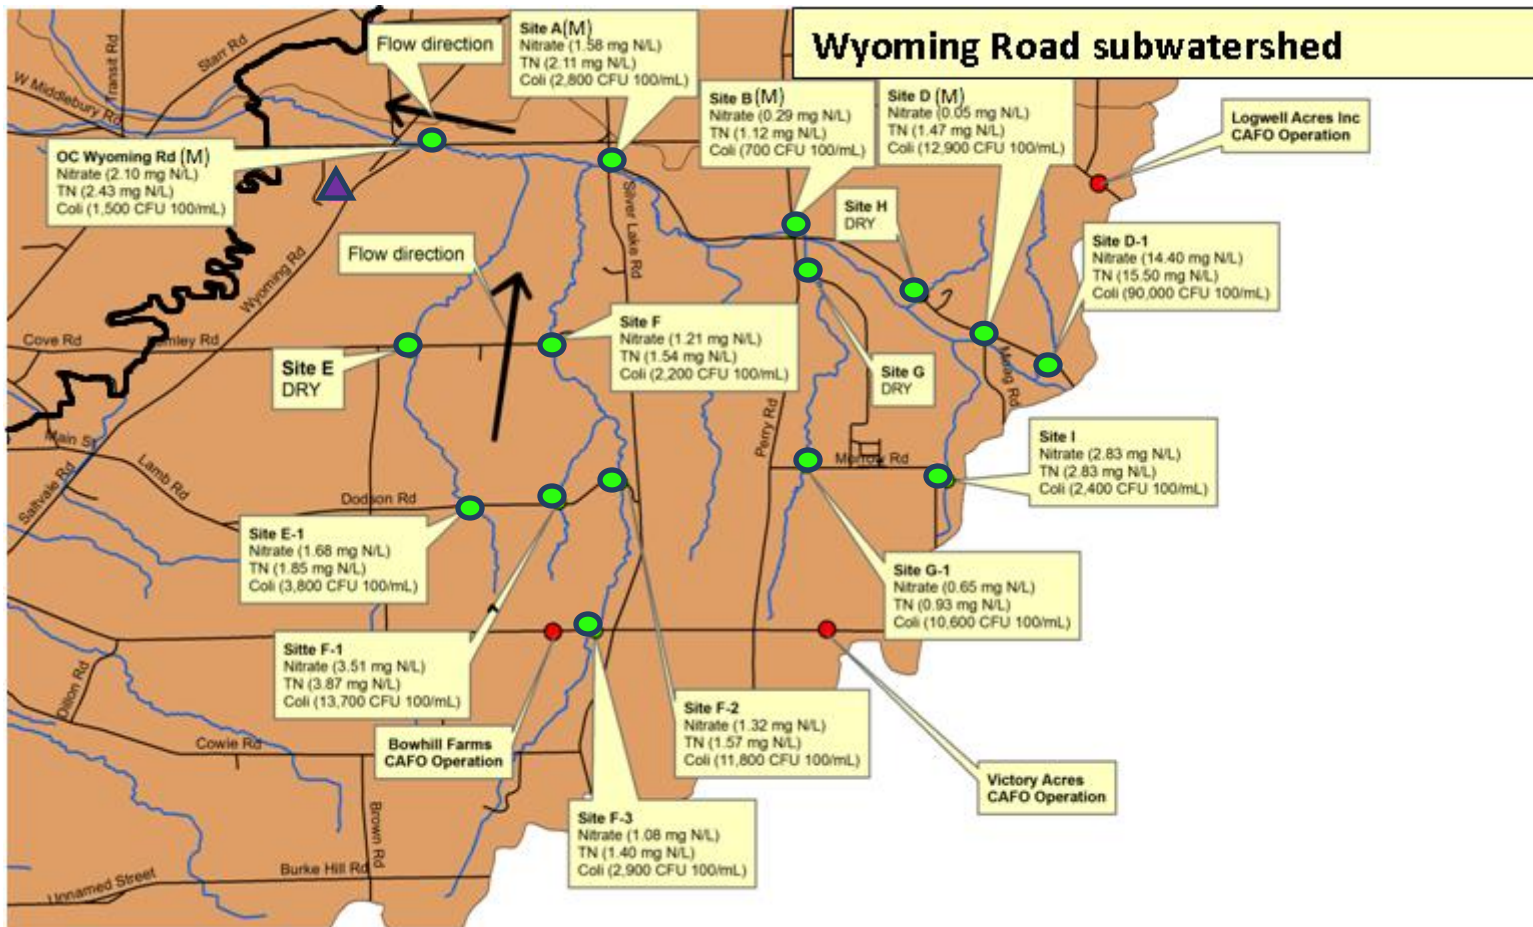 Wyoming Road subwatershed
Flow direction
Site A(M)
Nitrate (1.58 mg N/L)
TN (2.11 mg N/L)
Coli (2,800 CFU 100/mL)
Site B (M)
Nitrate (0.29 mg N/L)
TN (1.12 mg N/L)
Coli (700 CFU 100/mL)
Site D (M)
Nitrate (0.05 mg N/L)
TN (1.47 mg N/L)
Coli (12,900 CFU 100/mL)
Logwell Acres Inc
CAFO Operation
Transit Rd
Starr Rd
W Middlebury Rd
OC Wyoming Rd (M)
Nitrate (2.10 mg N/L)
TN (2.43 mg N/L)
Coli (1,500 CFU 100/mL)
Silver Lake Rd
Site H
DRY
Site D-1
Nitrate (14.40 mg N/L)
TN (15.50 mg N/L)
Coli (90,000 CFU 100/mL)
Flow direction
Wyoming Rd
Cove Rd
Site E
DRY
Site F
Nitrate (1.21 mg N/L)
TN (1.54 mg N/L)
Coli (2,200 CFU 100/mL)
Site G
DRY
Perry Rd
Morrow Rd
Site I
Nitrate (2.83 mg N/L)
TN (2.83 mg N/L)
Coli (2,400 CFU 100/mL)
Main St
Lamb Rd
Saltvale Rd
Dodson Rd
Site E-1
Nitrate (1.68 mg N/L)
TN (1.85 mg N/L)
Coli (3,800 CFU 100/mL)
Site G-1
Nitrate (0.65 mg N/L)
TN (0.93 mg N/L)
Coli (10,600 CFU 100/mL)
Sitte F-1
Nitrate (3.51 mg N/L)
TN (3.87 mg N/L)
Coli (13,700 CFU 100/mL)
Dillon Rd
Site F-2
Nitrate (1.32 mg N/L)
TN (1.57 mg N/L)
Coli (11,800 CFU 100/mL)
Cowie Rd
Bowhill Farms
CAFO Operation
Victory Acres
CAFO Operation
Brown Rd
Site F-3
Nitrate (1.08 mg N/L)
TN (1.40 mg N/L)
Coli (2,900 CFU 100/mL)
Burke Hill Rd
Unnamed Street